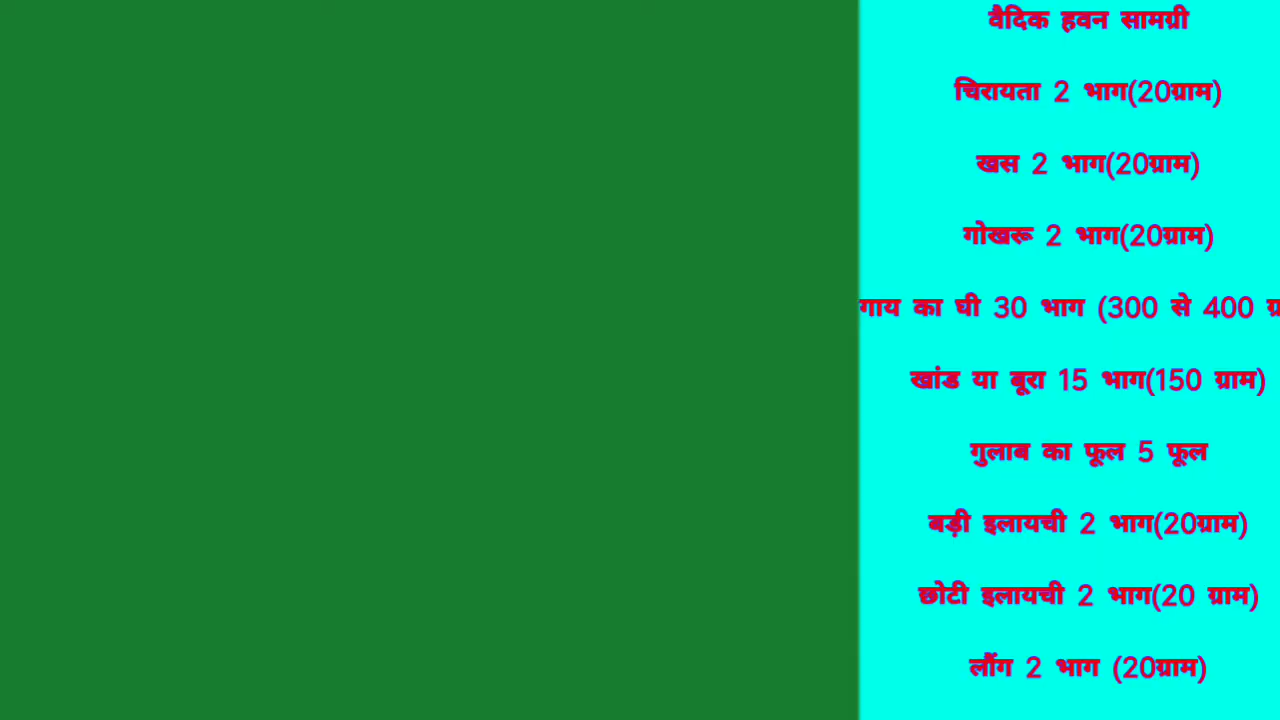 वैदिक हवन सामग्री
चिरायता 2 भाग(20ग्राम)
खस 2 भाग(20ग्राम)
गोखरू 2 भाग(20ग्राम)
गाय का घी 30 भाग (300 से 400
खांड या बूरा 15 भाग(150 ग्राम)
गुलाब का फूल 5 फूल
बड़ी इलायची 2 भाग(20ग्राम)
छोटी इलायची 2 भाग(20 ग्राम)
लौंग 2 भाग (20ग्राम)